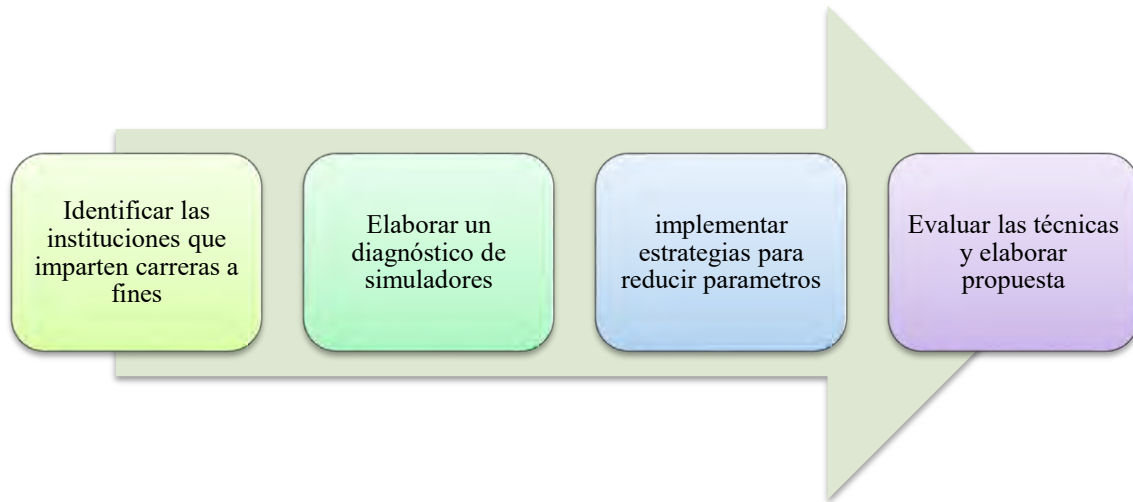 Identificar las
instituciones que
imparten carreras a
fines
Elaborar un
diagnóstico de
simuladores
implementar
estrategias para
reducir parametros
Evaluar las técnicas
y elaborar
propuesta